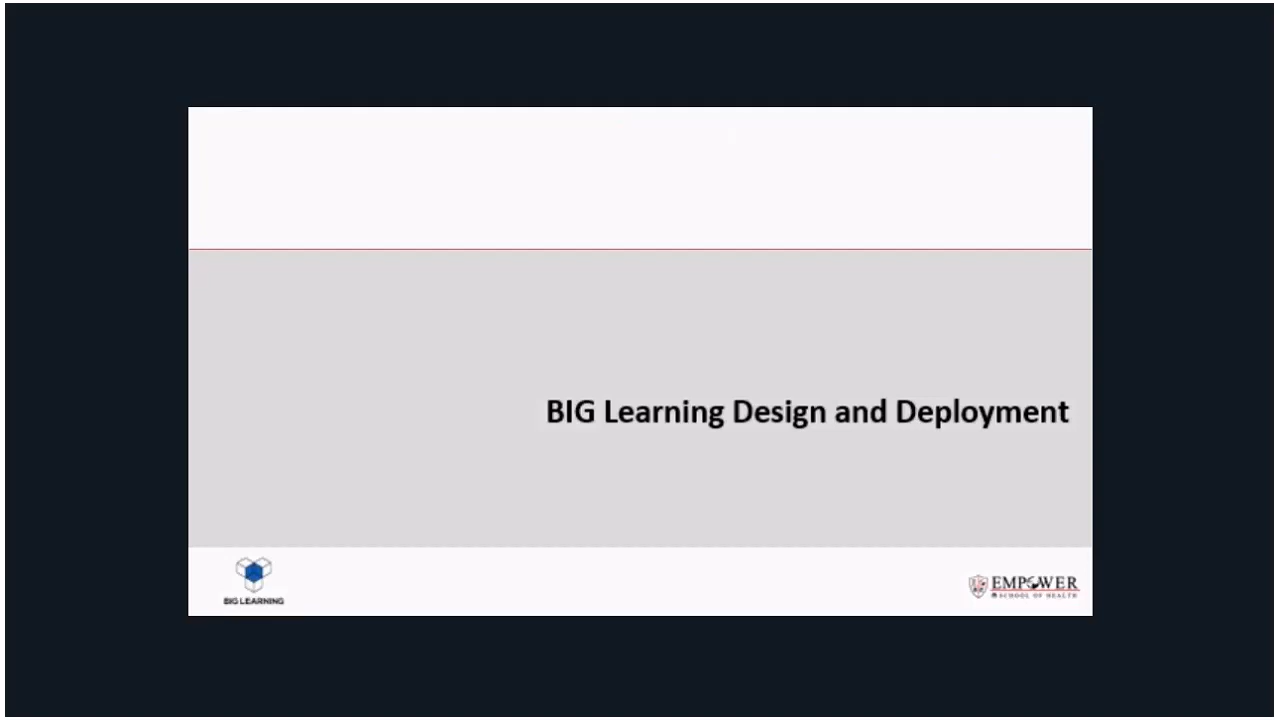 BIG Learning Design and Deployment
BIG LEARNING
EMPOWER
SCHOOL OF HEALTH